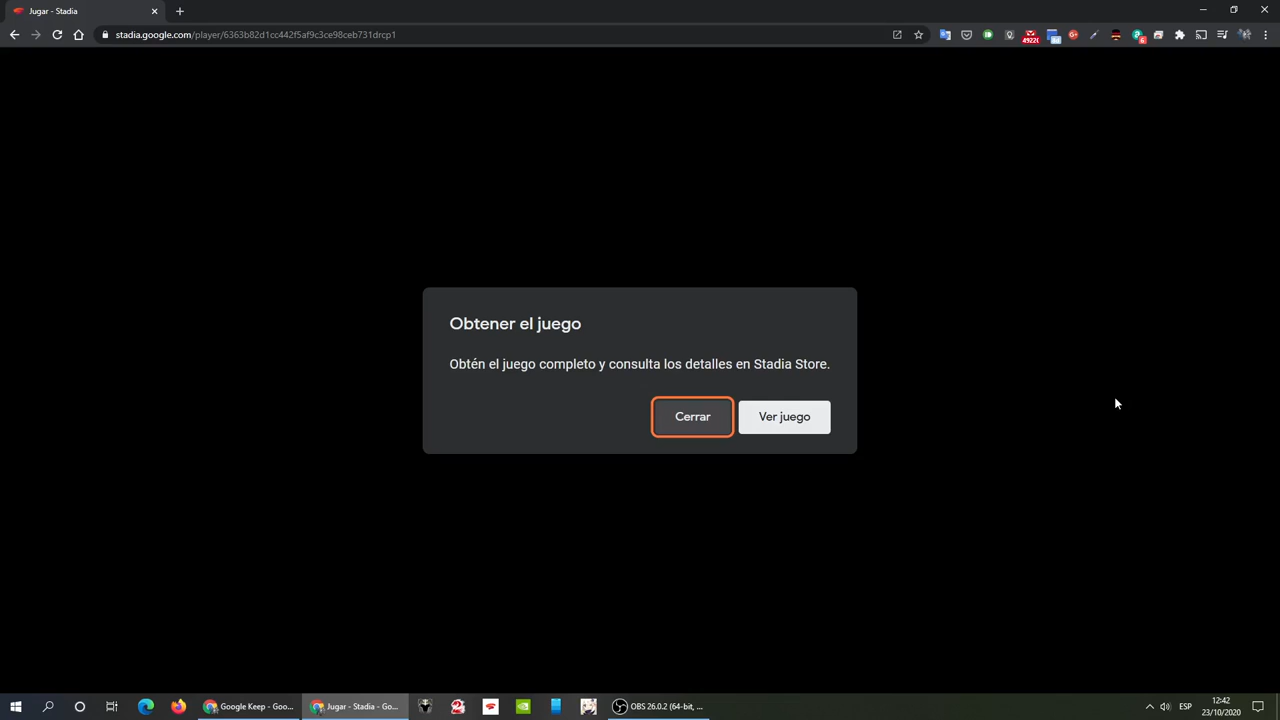 Jugar - Stadia
stadia.google.com/player/6363b82d1cc442f5af9c3ce98ceb731drcp1
Obtener el juego
Obtén el juego completo y consulta los detalles en Stadia Store.
Cerrar
Ver juego
Google Keep - Goo...
Jugar - Stadia - Go...
OBS 26.0.2 (64-bit, ...
ESP
12:42
23/10/2020